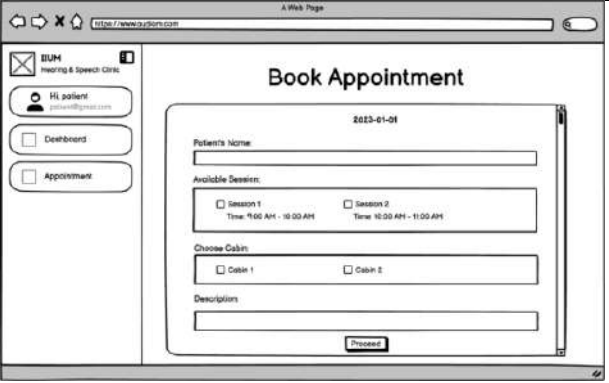 A Web Page
https://www.audiom.com
IIUM
Hearing & Speech Clinic
Hi, patient
patient@gmail.com
Dashboard
Appointment
Book Appointment
2023-01-01
Patient's Name:
Available Session:
Session 1
Session 2
Time: 9:00 AM - 10:00 AM
Time: 10:00 AM - 11:00 AM
Choose Cabin:
Cabin 1
Cabin 2
Description:
Proceed